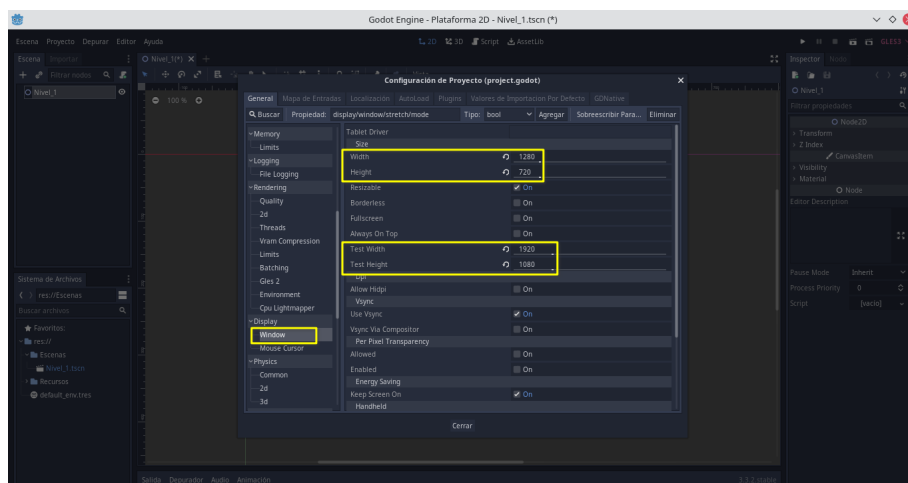 Godot Engine - Plataforma 2D - Nivel_1.tscn (*)
Escena Proyecto Depurar Editor Ayuda
2D 3D Script AssetLib
GLES3
Escena Importar
Nivel_1(*)
Inspector Nodo
Filtrar nodos
Nivel_1
100 %
Configuración de Proyecto (project.godot)
General Mapa de Entradas Localización AutoLoad Plugins Valores de Importacion Por Defecto GDNative
Buscar Propiedad: display/window/stretch/mode Tipo: bool Agregar Sobreescribir Para... Eliminar
Memory
Limits
Logging
File Logging
Rendering
Quality
2d
Threads
Vram Compression
Limits
Batching
Gles 2
Environment
Cpu Lightmapper
Display
Window
Mouse Cursor
Physics
Common
2d
3d
Tablet Driver
Size
Width 1280
Height 720
Resizable On
Borderless On
Fullscreen On
Always On Top On
Test Width 1920
Test Height 1080
Dpi
Allow Hidpi On
Vsync
Use Vsync On
Vsync Via Compositor On
Per Pixel Transparency
Allowed On
Enabled On
Energy Saving
Keep Screen On On
Handheld
Cerrar
Nivel_1
Filtrar propiedades
Node2D
Transform
Z Index
CanvasItem
Visibility
Material
Node
Editor Description
Pause Mode Inherit
Process Priority 0
Script [vacio]
Sistema de Archivos
res://Escenas
Buscar archivos
Favoritos:
res://
Escenas
Nivel_1.tscn
Recursos
default_env.tres
Salida Depurador Audio Animación
3.3.2.stable